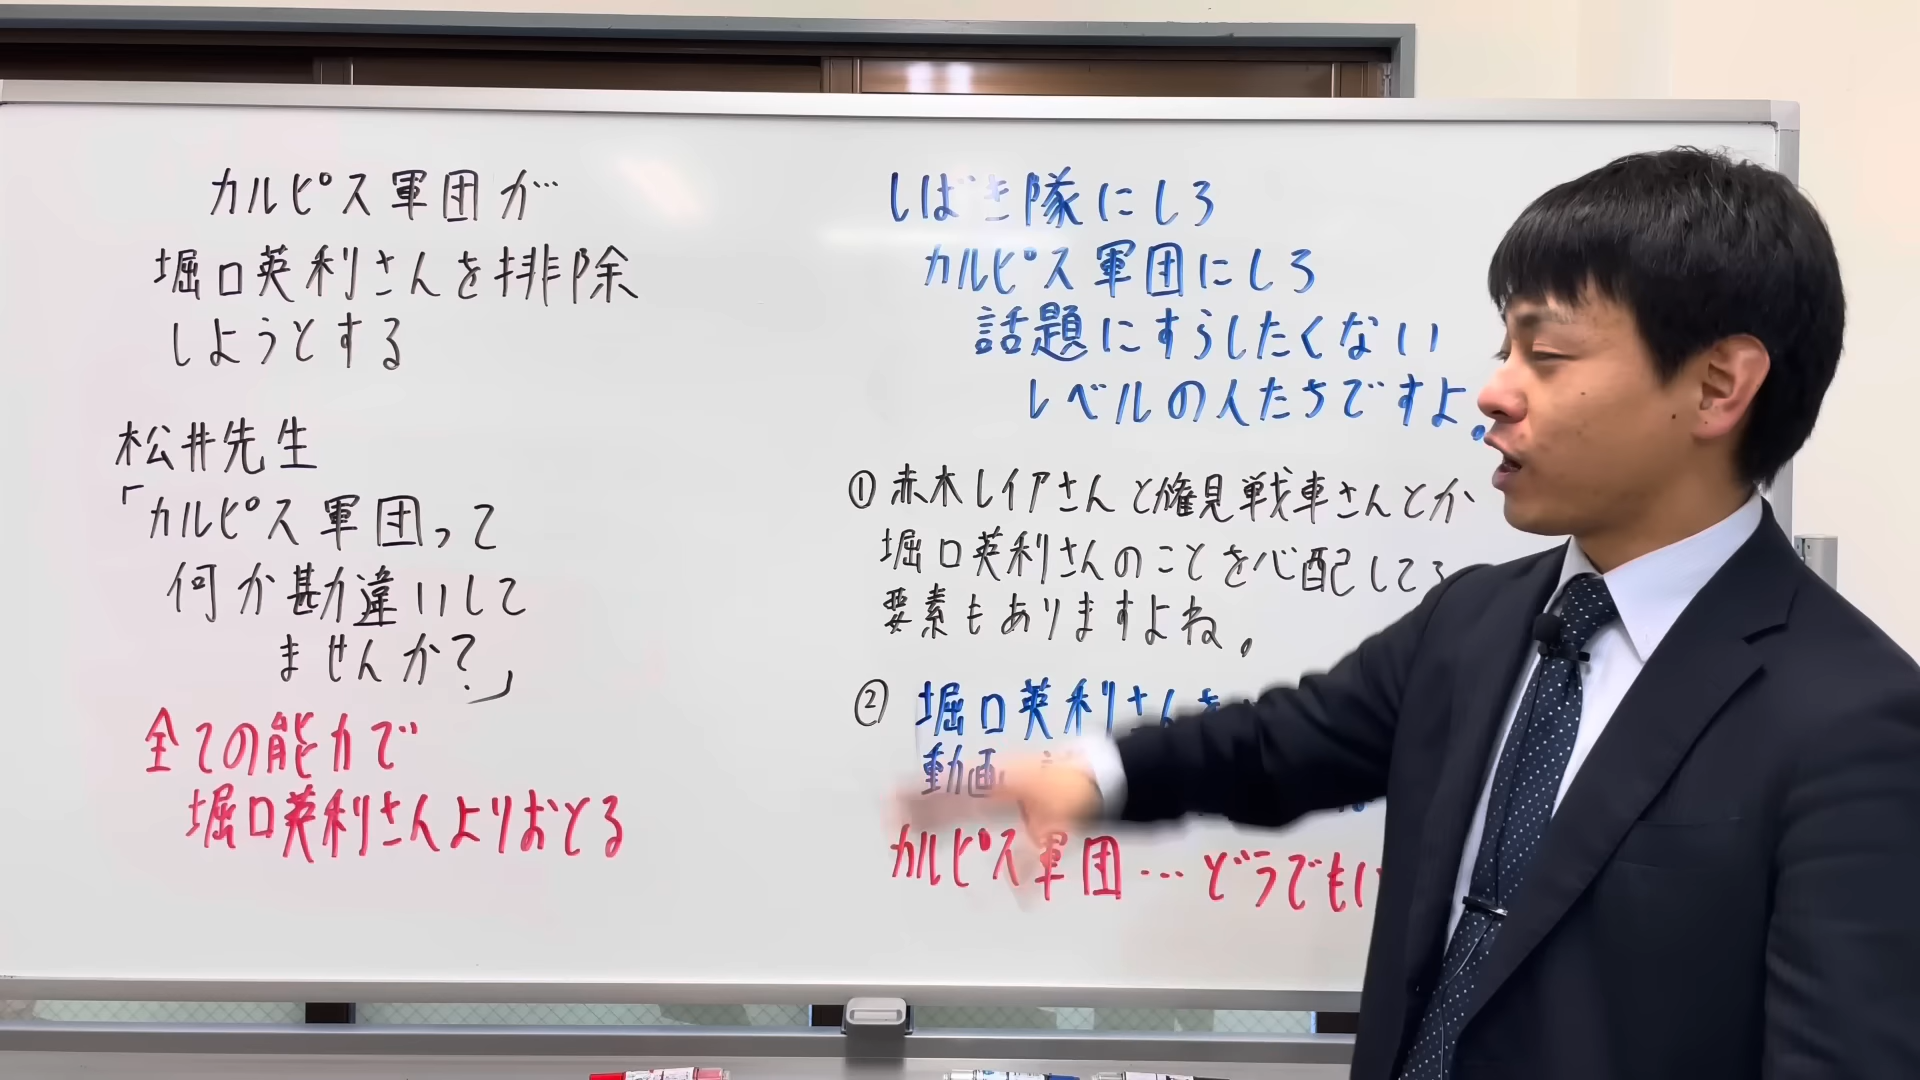 カルピス軍団が
堀口英利さんを排除
しようとする
松井先生
「カルピス軍団って
何か勘違いして
ませんか?」
全ての能力で
堀口英利さんよりおとる
しばき隊にしろ
カルピス軍団にしろ
話題にすらしたくない
レベルの人たちですよ。
①赤木レイアさんと権見戦車さんとか
堀口英利さんのことを心配してる
要素もありますよね。
② 堀口英利さんを
動画
カルピス軍団…どうでもい